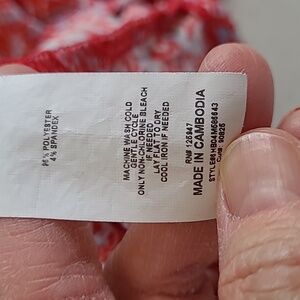 96% POLYESTER
4% SPANDEX
MACHINE WASH COLD
GENTLE CYCLE
ONLY NON-CHLORINE BLEACH
IF NEEDED
LAY FLAT TO DRY
COOL IRON IF NEEDED
RN# 125947
MADE IN CAMBODIA